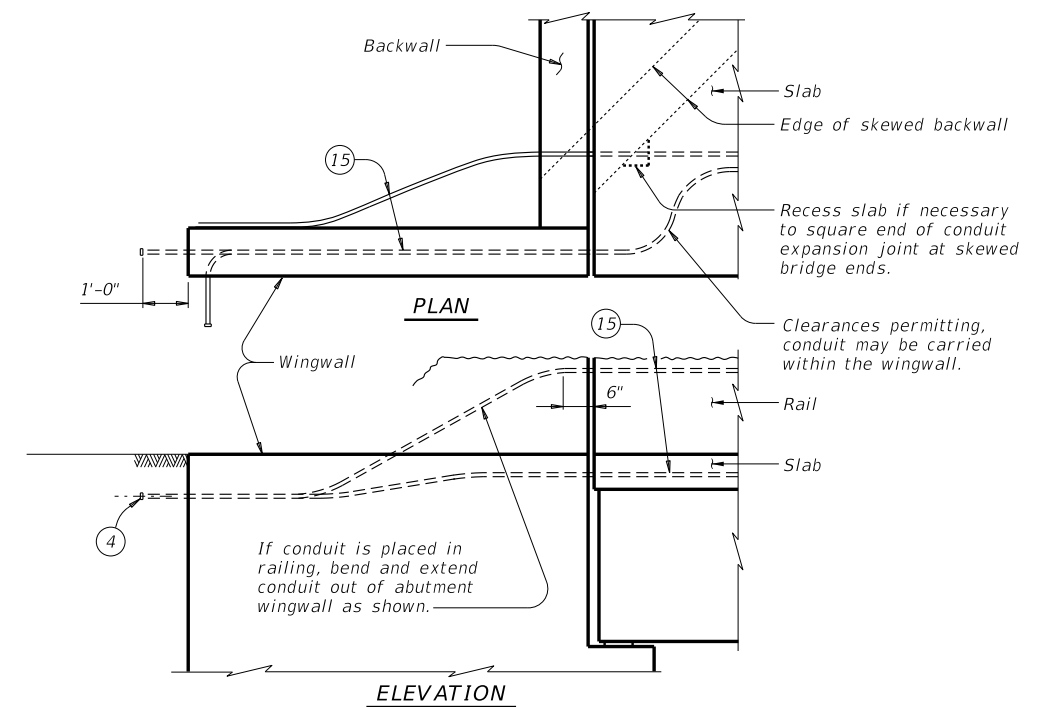 Backwall
Slab
Edge of skewed backwall
15
Recess slab if necessary
to square end of conduit
expansion joint at skewed
bridge ends.
1'-0"
PLAN
15
Clearances permitting,
conduit may be carried
within the wingwall.
Wingwall
6"
Rail
Slab
4
If conduit is placed in
railing, bend and extend
conduit out of abutment
wingwall as shown.
ELEVATION